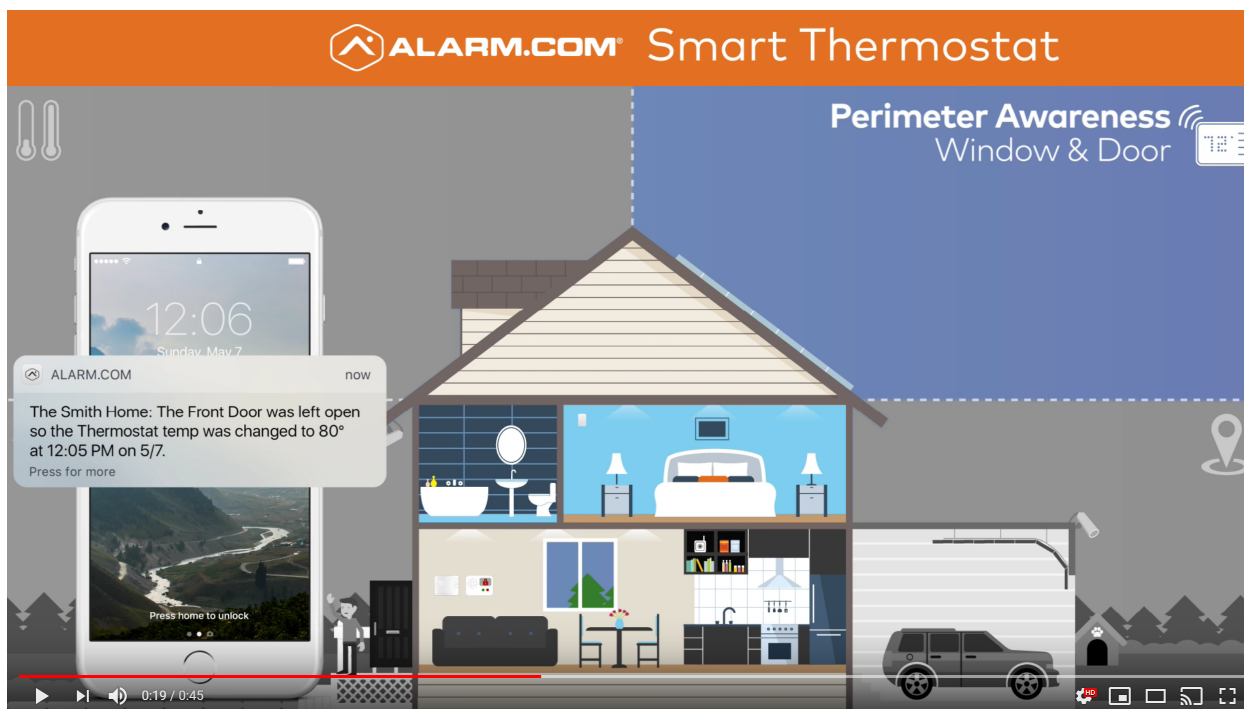 ALARM.COM® Smart Thermostat
Perimeter Awareness
Window & Door
72°
12:06
Sunday, May 7
ALARM.COM now
The Smith Home: The Front Door was left open
so the Thermostat temp was changed to 80°
at 12:05 PM on 5/7.
Press for more
Press home to unlock
0:19 / 0:45
HD